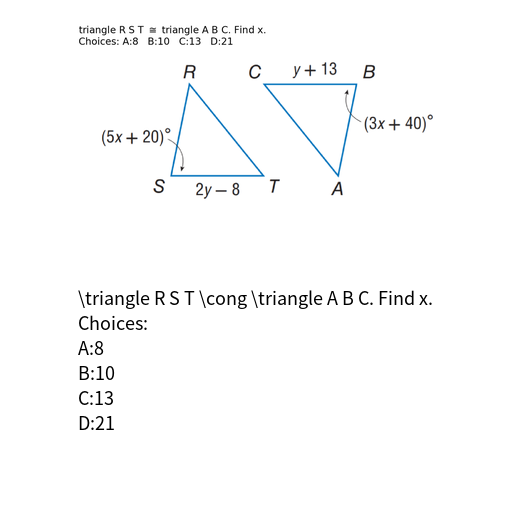 triangle R S T ≅ triangle A B C. Find x.
Choices: A:8 B:10 C:13 D:21
R C y + 13 B
(5x + 20)° (3x + 40)°
S 2y – 8 T A
\triangle R S T \cong \triangle A B C. Find x.
Choices:
A:8
B:10
C:13
D:21